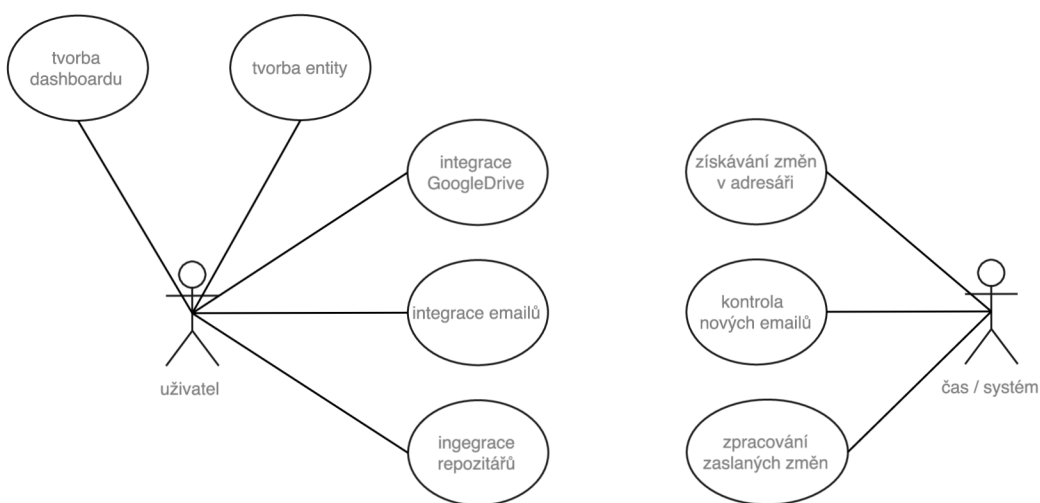 tvorba
dashboardu
tvorba entity
integrace
GoogleDrive
získávání změn
v adresáři
integrace emailů
kontrola
nových emailů
uživatel
čas / systém
ingegrace
repozitářů
zpracování
zaslaných změn